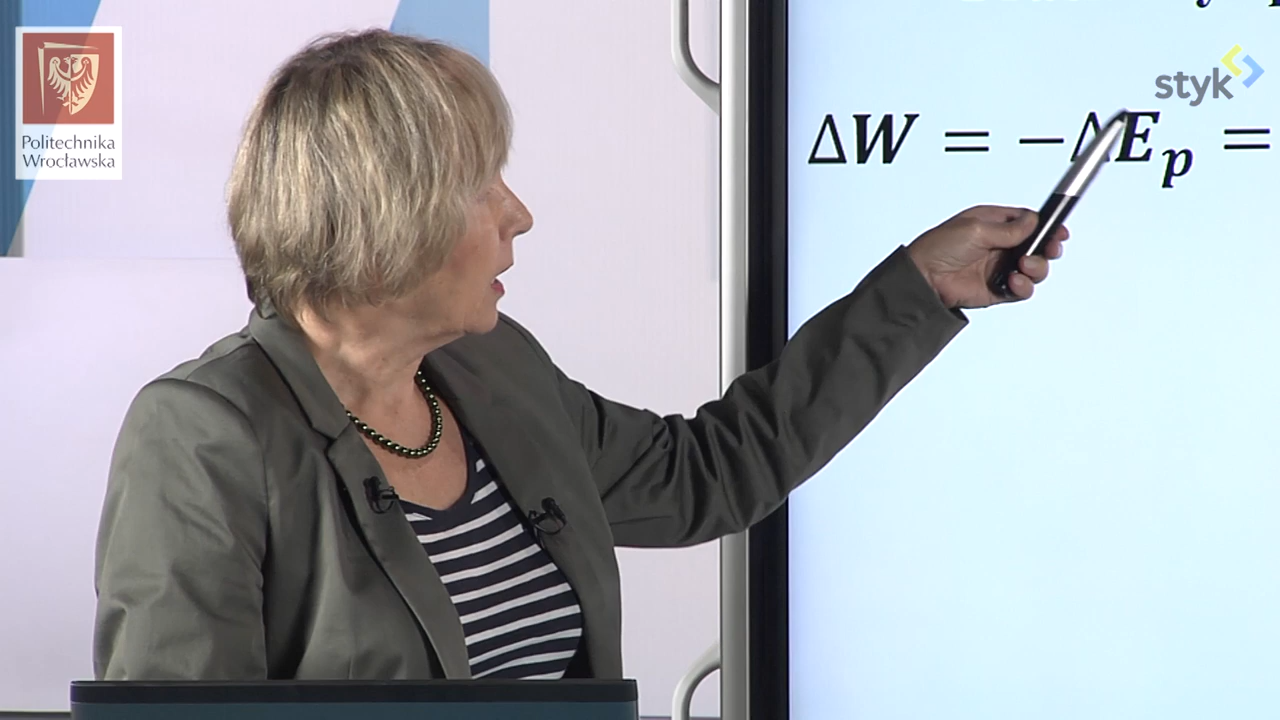 Politechnika
Wrocławska
styk
ΔW = −ΔE_p =